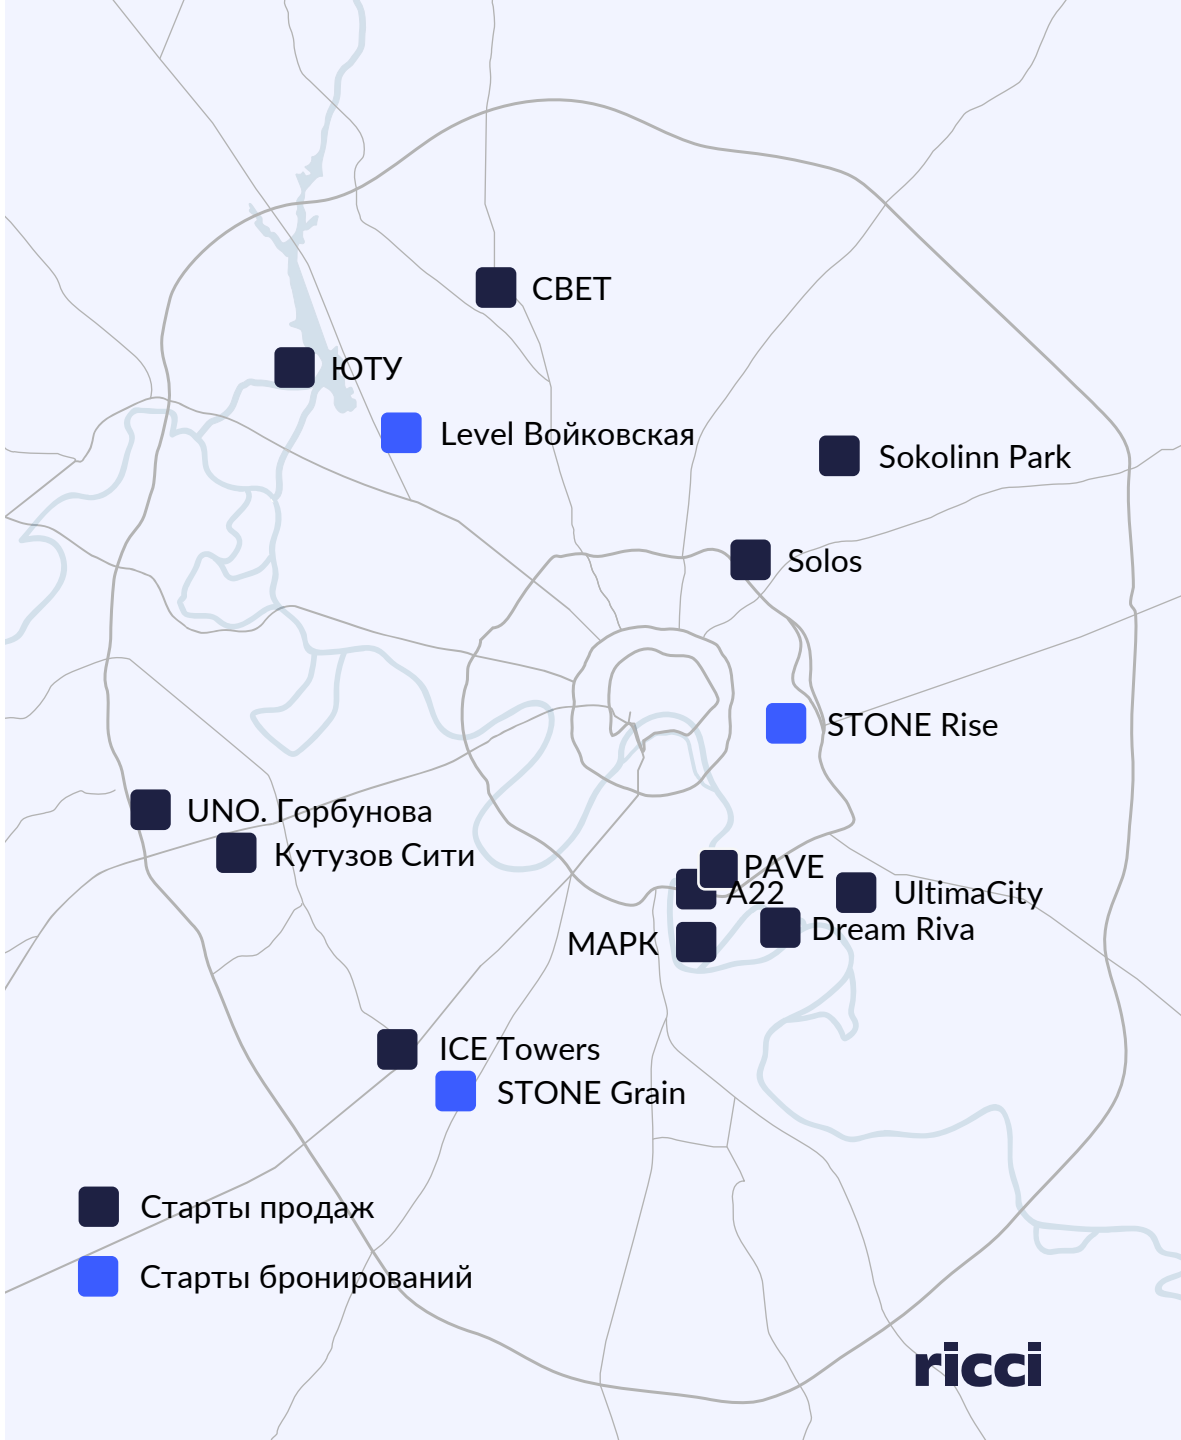 СВЕТ
ЮТУ
Level Войковская
Sokolinn Park
Solos
STONE Rise
UNO. Горбунова
Кутузов Сити
PAVE
A22
UltimaCity
Dream Riva
МАРК
ICE Towers
STONE Grain
Старты продаж
Старты бронирований
ricci